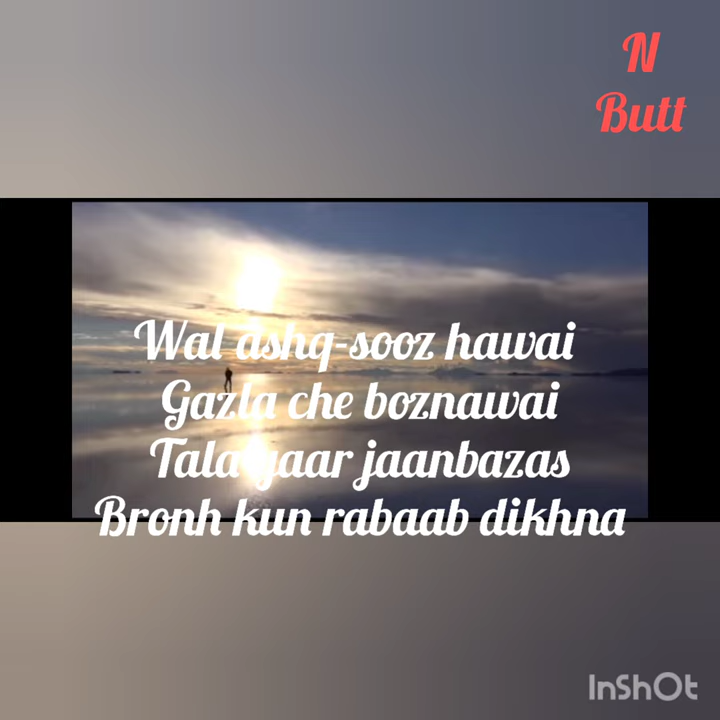 N
Butt
Wal ashq-sooz hawai
Gazla che boznawai
Tala yaar jaanbazas
Bronh kun rabaab dikhna
InShOt